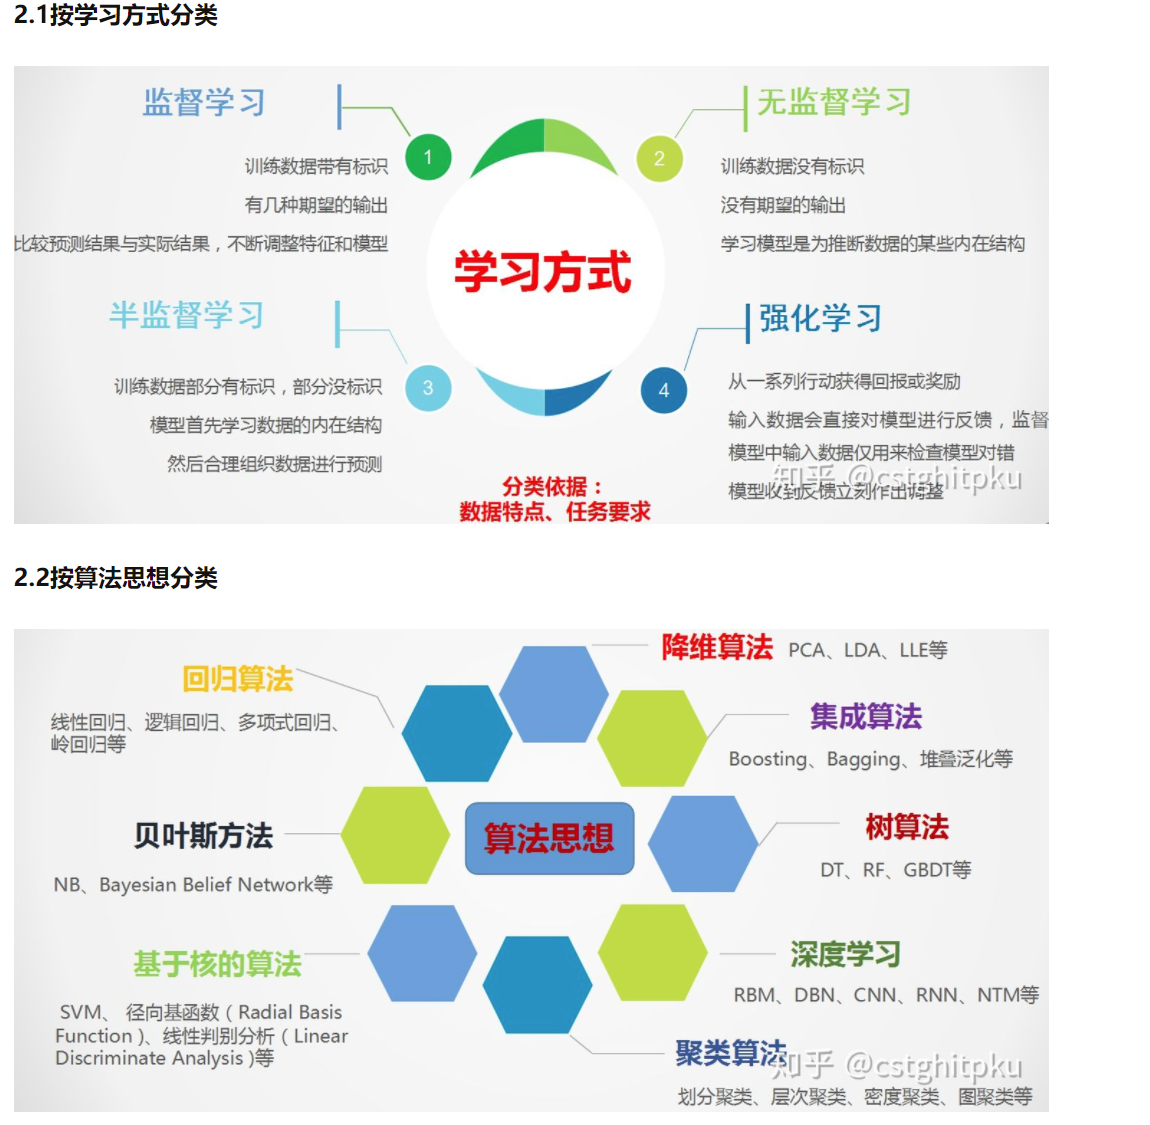 2.1按学习方式分类
监督学习
1
训练数据带有标识
有几种期望的输出
比较预测结果与实际结果，不断调整特征和模型
无监督学习
2
训练数据没有标识
没有期望的输出
学习模型是为推断数据的某些内在结构
学习方式
半监督学习
3
训练数据部分有标识，部分没标识
模型首先学习数据的内在结构
然后合理组织数据进行预测
强化学习
4
从一系列行动获得回报或奖励
输入数据会直接对模型进行反馈，监督
模型中输入数据仅用来检查模型对错
模型收到反馈立刻作出调整
知乎 @cstghitpku
分类依据：
数据特点、任务要求
2.2按算法思想分类
降维算法 PCA、LDA、LLE等
回归算法
线性回归、逻辑回归、多项式回归、
岭回归等
集成算法
Boosting、Bagging、堆叠泛化等
贝叶斯方法
NB、Bayesian Belief Network等
算法思想
树算法
DT、RF、GBDT等
基于核的算法
SVM、 径向基函数（Radial Basis
Function )、线性判别分析（ Linear
Discriminate Analysis )等
深度学习
RBM、DBN、CNN、RNN、NTM等
聚类算法
知乎 @cstghitpku
划分聚类、层次聚类、密度聚类、图聚类等